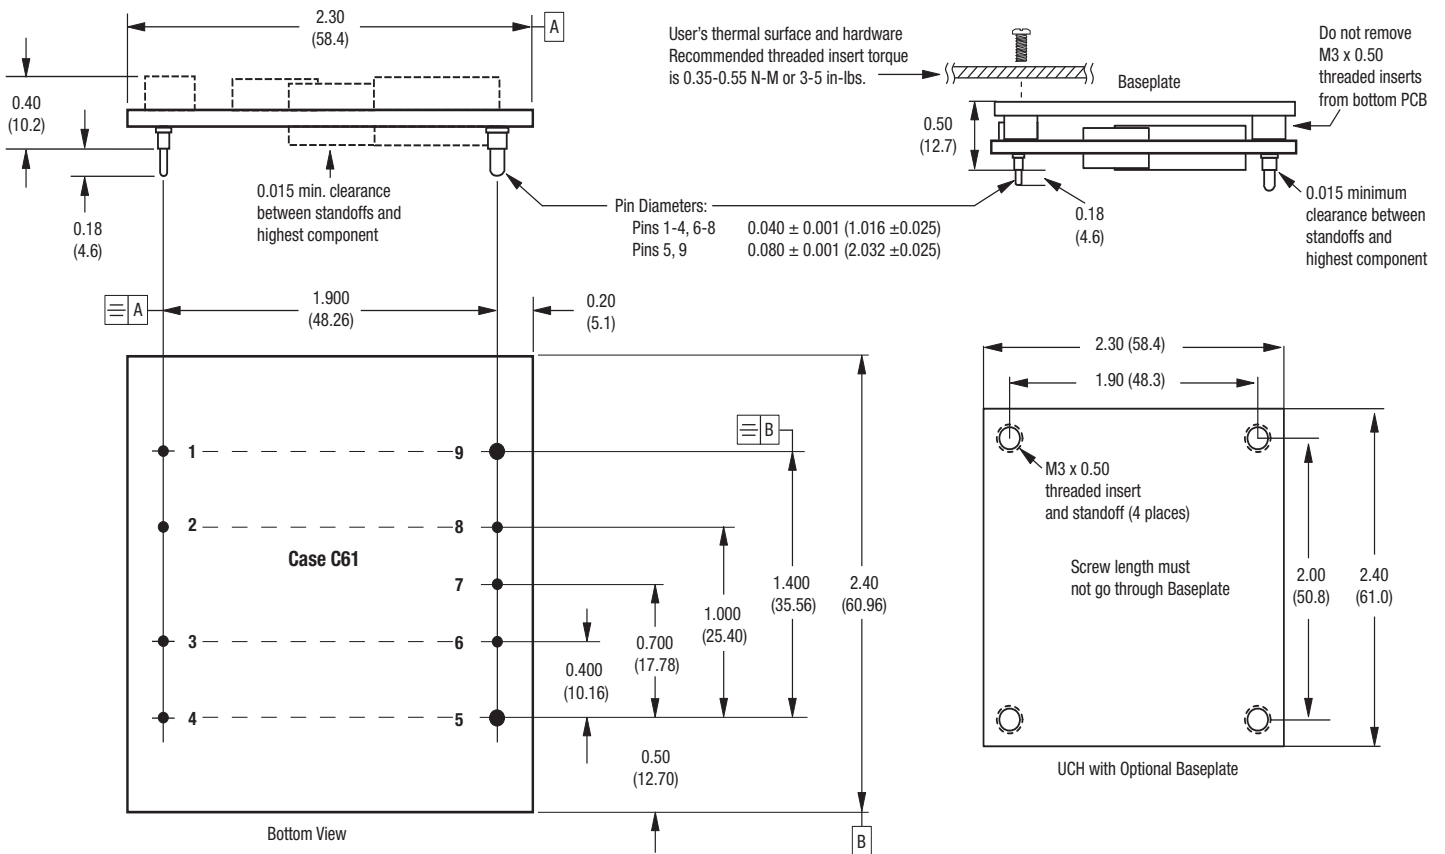 2.30
(58.4)
A
0.40
(10.2)
0.18
(4.6)
0.015 min. clearance
between standoffs and
highest component
User's thermal surface and hardware
Recommended threaded insert torque
is 0.35-0.55 N-M or 3-5 in-lbs.
Baseplate
Do not remove
M3 x 0.50
threaded inserts
from bottom PCB
0.50
(12.7)
0.18
(4.6)
0.015 minimum
clearance between
standoffs and
highest component
Pin Diameters:
Pins 1-4, 6-8 0.040 ± 0.001 (1.016 ±0.025)
Pins 5, 9 0.080 ± 0.001 (2.032 ±0.025)
A
1.900
(48.26)
0.20
(5.1)
B
1
9
2
8
Case C61
7
3
6
4
5
0.400
(10.16)
0.700
(17.78)
1.000
(25.40)
1.400
(35.56)
2.40
(60.96)
0.50
(12.70)
B
Bottom View
2.30 (58.4)
1.90 (48.3)
M3 x 0.50
threaded insert
and standoff (4 places)
Screw length must
not go through Baseplate
2.00
(50.8)
2.40
(61.0)
UCH with Optional Baseplate